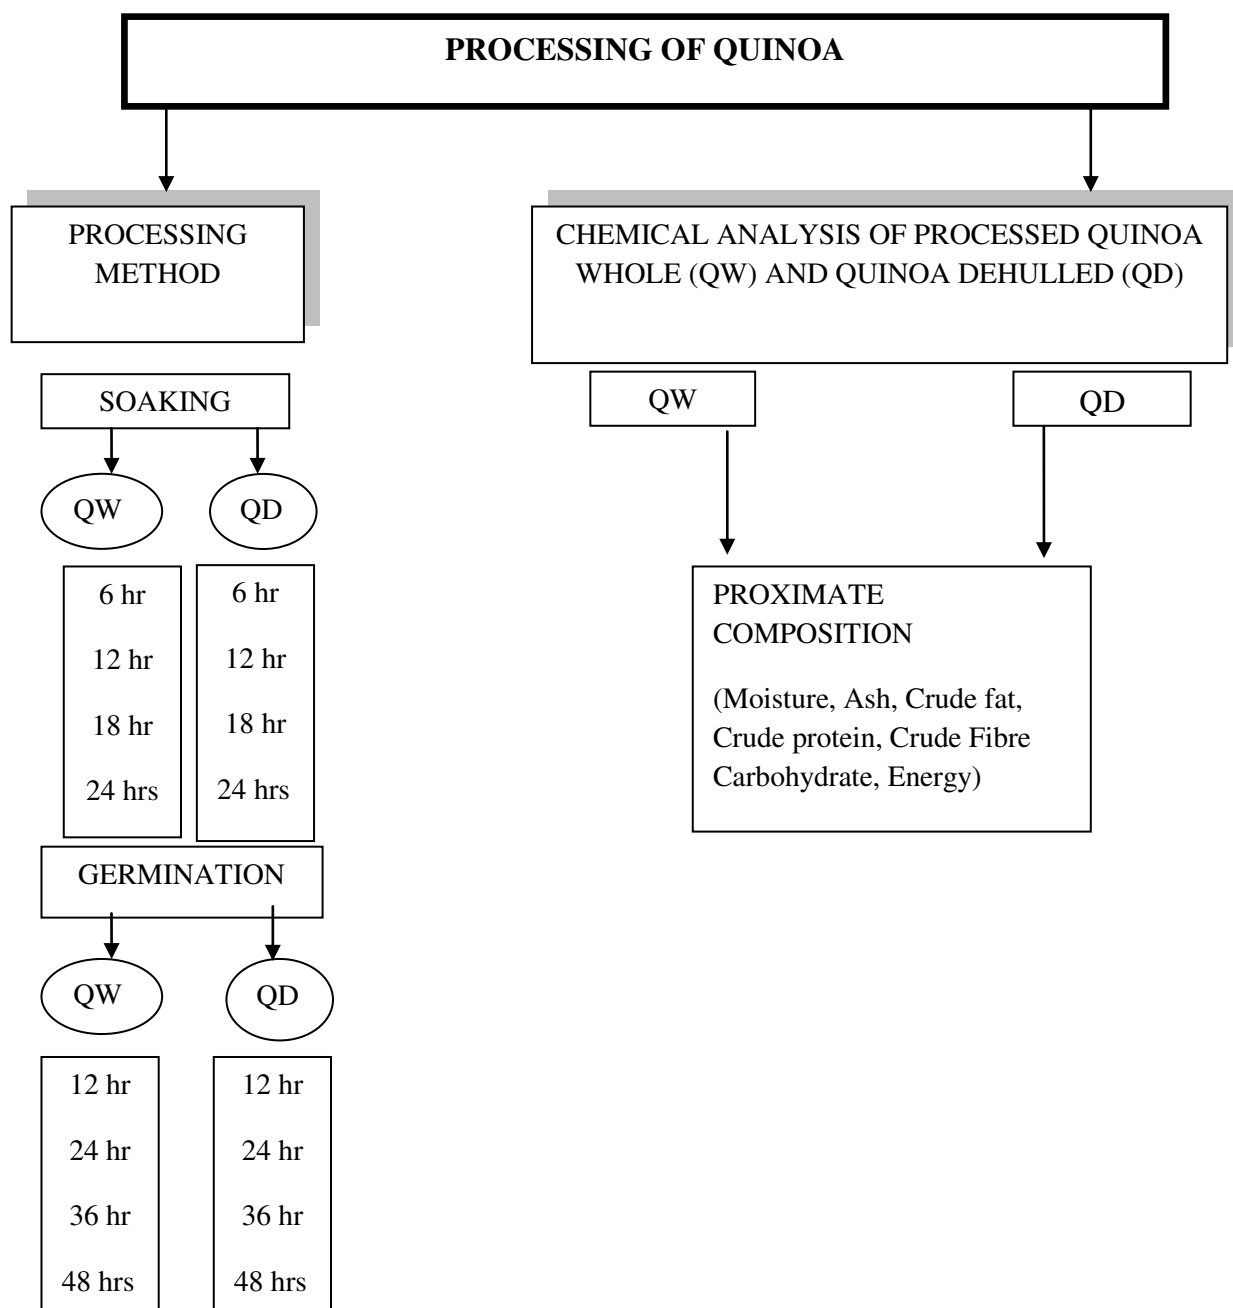 PROCESSING OF QUINOA
PROCESSING
METHOD
SOAKING
QW
QD
6 hr
12 hr
18 hr
24 hrs
6 hr
12 hr
18 hr
24 hrs
GERMINATION
QW
QD
12 hr
24 hr
36 hr
48 hrs
12 hr
24 hr
36 hr
48 hrs
CHEMICAL ANALYSIS OF PROCESSED QUINOA
WHOLE (QW) AND QUINOA DEHULLED (QD)
QW
QD
PROXIMATE
COMPOSITION
(Moisture, Ash, Crude fat,
Crude protein, Crude Fibre
Carbohydrate, Energy)